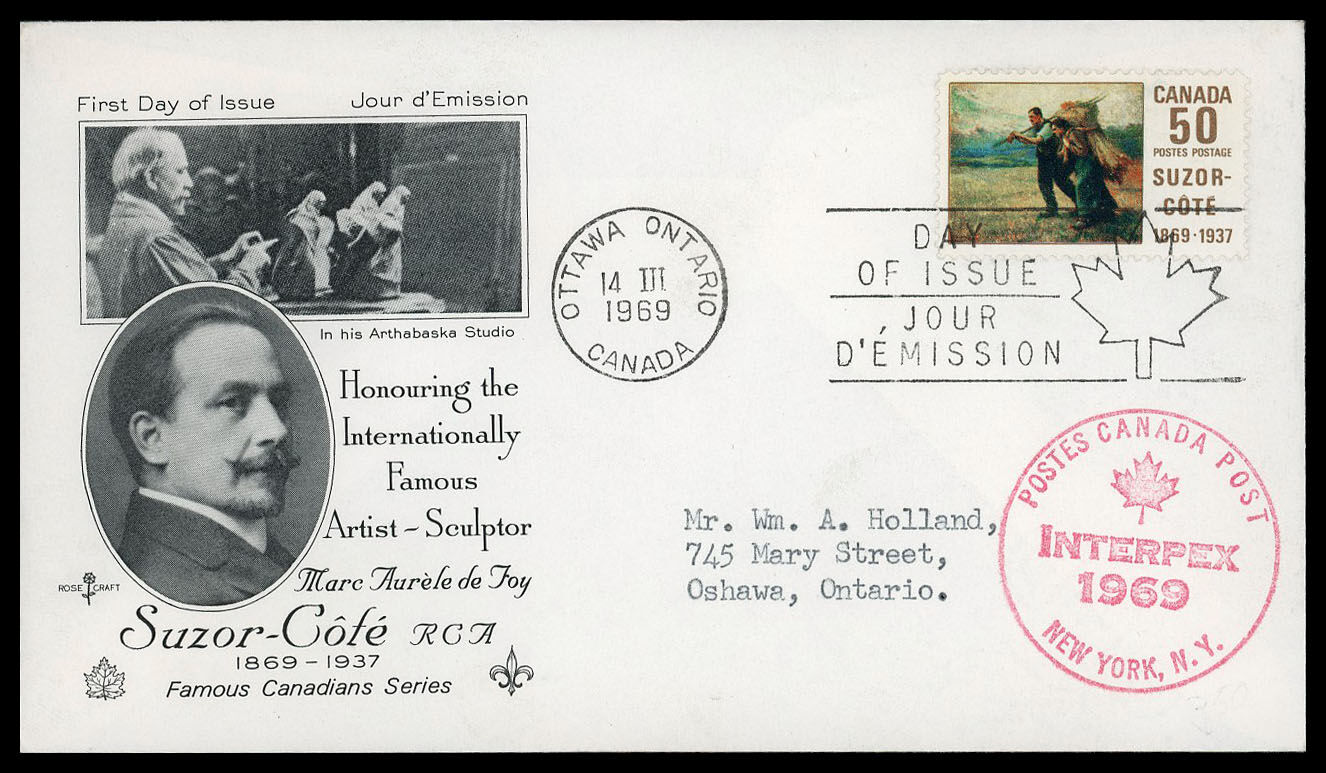 First Day of Issue Jour d'Emission
In his Arthabaska Studio
Honouring the
Internationally
Famous
Artist – Sculptor
Marc Aurèle de Foy
Suzor-Côté RCA
1869 – 1937
Famous Canadians Series
ROSE CRAFT
OTTAWA ONTARIO
14 III
1969
CANADA
CANADA
50
POSTES POSTAGE
SUZOR-
CÔTÉ
1869·1937
DAY
OF ISSUE
JOUR
D'ÉMISSION
Mr. Wm. A. Holland,
745 Mary Street,
Oshawa, Ontario.
POSTES CANADA POST
INTERPEX
1969
NEW YORK, N.Y.